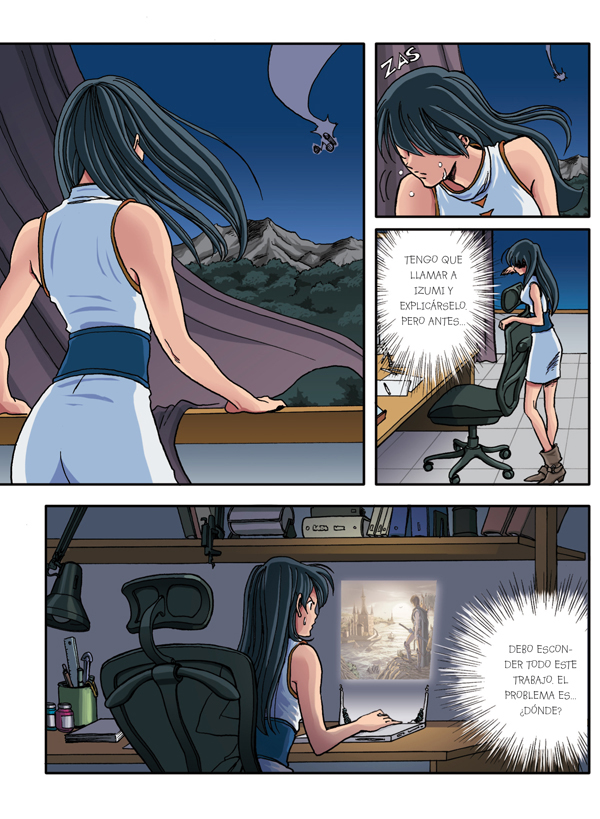 ZAS
TENGO QUE
LLAMAR A
IZUMI Y
EXPLICÁRSELO.
PERO ANTES...
DEBO ESCON-
DER TODO ESTE
TRABAJO. EL
PROBLEMA ES...
¿DÓNDE?